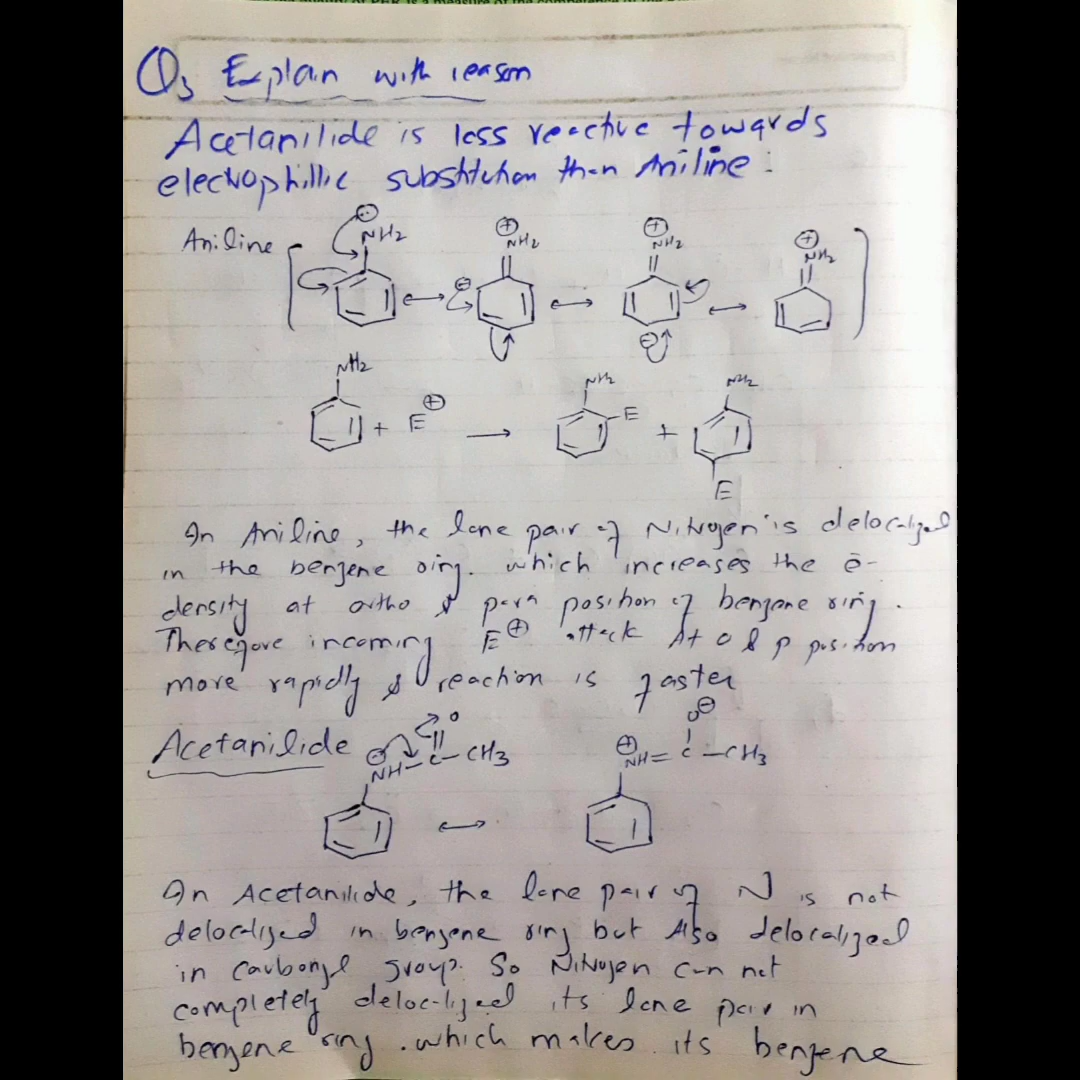 Q3 Explain with reason
Acetanilide is less reactive towards
electrophillic substitution than Aniline :
Aniline NH2 NH2 NH2 NH2
NH2 NH2 NH2
+ E⊕ → E +
E
In Aniline, the lone pair of Nitrogen is delocalized
in the benzene ring. which increases the ē-
density at ortho & para position of benzene ring.
Therefore incoming E⊕ attack At o & p position
more rapidly & reaction is faster
Acetanilide NH - C - CH3 O NH = C - CH3 O⊖
In Acetanilide, the lone pair of N is not
delocalized in benzene ring but Also delocalized
in carbonyl group. So Nitrogen can not
completely delocalized its lone pair in
benzene ring. which makes its benzene